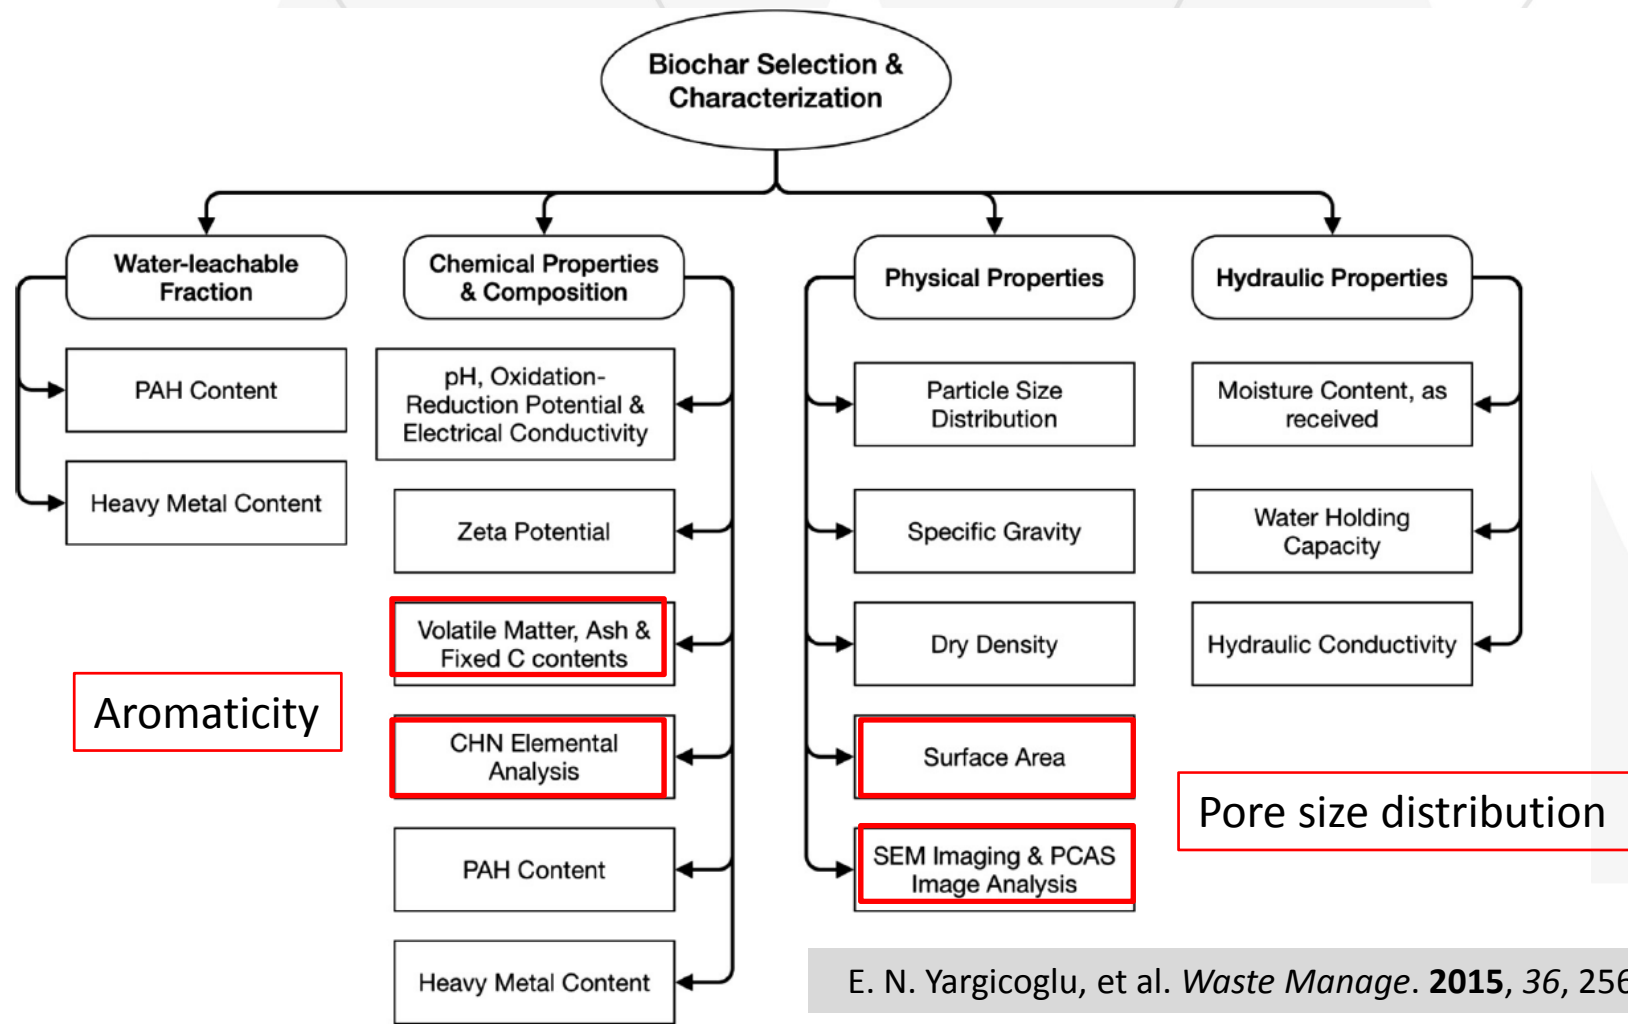 Biochar Selection &
Characterization
Water-leachable
Fraction
PAH Content
Heavy Metal Content
Chemical Properties
& Composition
pH, Oxidation-
Reduction Potential &
Electrical Conductivity
Zeta Potential
Volatile Matter, Ash &
Fixed C contents
CHN Elemental
Analysis
PAH Content
Heavy Metal Content
Aromaticity
Physical Properties
Particle Size
Distribution
Specific Gravity
Dry Density
Surface Area
SEM Imaging & PCAS
Image Analysis
Hydraulic Properties
Moisture Content, as
received
Water Holding
Capacity
Hydraulic Conductivity
Pore size distribution
E. N. Yargicoglu, et al. Waste Manage. 2015, 36, 256